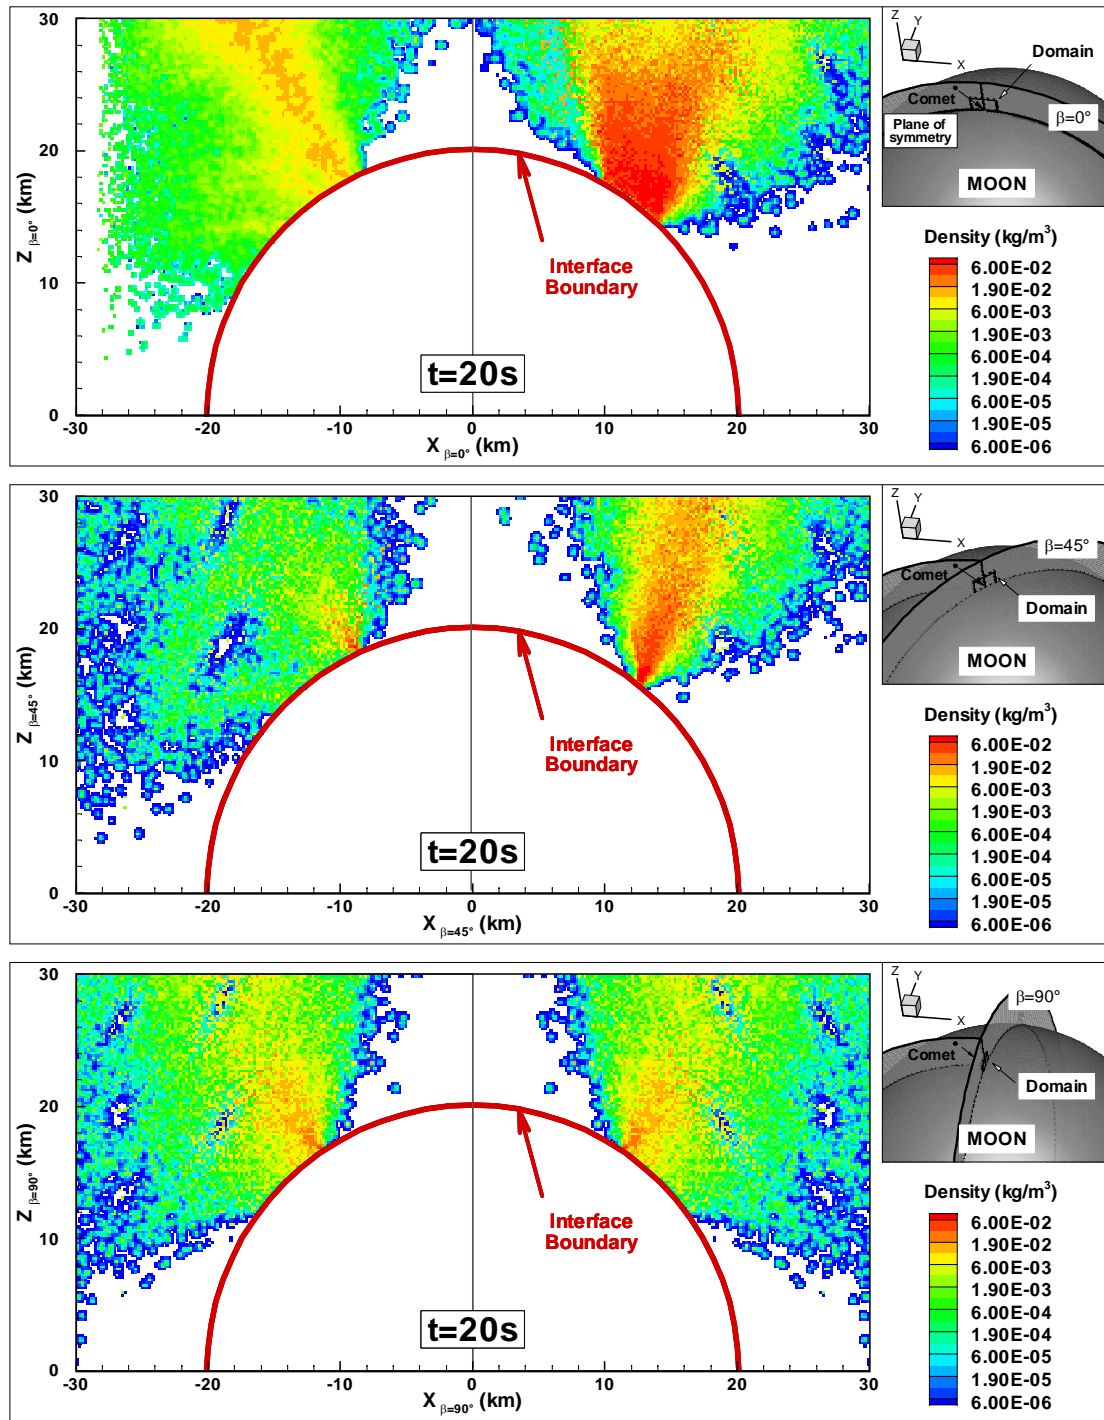 30
20
10
0
Z β=0° (km)
-30 -20 -10 0 10 20 30
X β=0° (km)
Interface
Boundary
t=20s
Z
Y
X
Domain
Comet
β=0°
Plane of
symmetry
MOON
Density (kg/m³)
6.00E-02
1.90E-02
6.00E-03
1.90E-03
6.00E-04
1.90E-04
6.00E-05
1.90E-05
6.00E-06
30
20
10
0
Z β=45° (km)
-30 -20 -10 0 10 20 30
X β=45° (km)
Interface
Boundary
t=20s
Z
Y
X
β=45°
Comet
Domain
MOON
Density (kg/m³)
6.00E-02
1.90E-02
6.00E-03
1.90E-03
6.00E-04
1.90E-04
6.00E-05
1.90E-05
6.00E-06
30
20
10
0
Z β=90° (km)
-30 -20 -10 0 10 20 30
X β=90° (km)
Interface
Boundary
t=20s
Z
Y
X
β=90°
Comet
Domain
MOON
Density (kg/m³)
6.00E-02
1.90E-02
6.00E-03
1.90E-03
6.00E-04
1.90E-04
6.00E-05
1.90E-05
6.00E-06